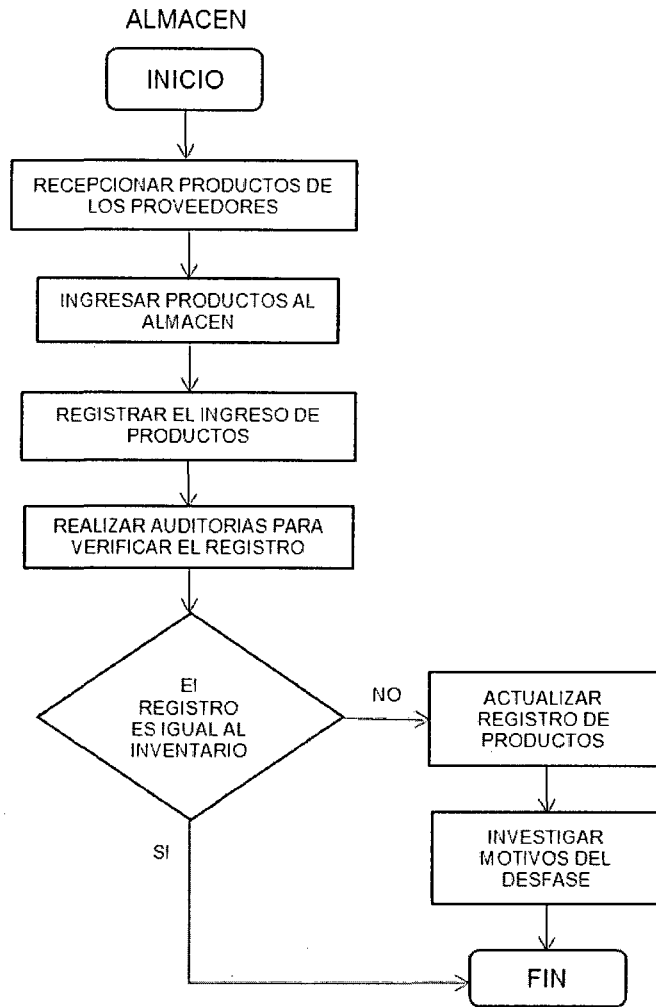 ALMACEN
INICIO
RECEPCIONAR PRODUCTOS DE
LOS PROVEEDORES
INGRESAR PRODUCTOS AL
ALMACEN
REGISTRAR EL INGRESO DE
PRODUCTOS
REALIZAR AUDITORIAS PARA
VERIFICAR EL REGISTRO
El
REGISTRO
ES IGUAL AL
INVENTARIO
NO
ACTUALIZAR
REGISTRO DE
PRODUCTOS
INVESTIGAR
MOTIVOS DEL
DESFASE
SI
FIN